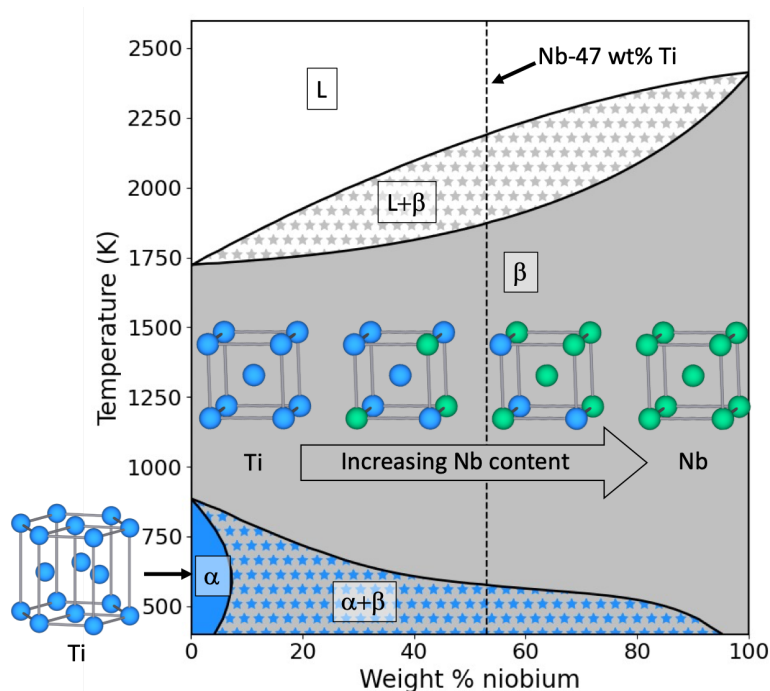 2500
2250
2000
1750
1500
1250
1000
750
500
Temperature (K)
L
Nb-47 wt% Ti
L+β
β
Ti
Increasing Nb content
Nb
α
α+β
Ti
0
20
40
60
80
100
Weight % niobium